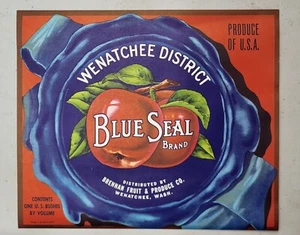 WENATCHEE DISTRICT
PRODUCE
OF U.S.A.
BLUE SEAL
BRAND
DISTRIBUTED BY
BRENNAN FRUIT & PRODUCE CO.
WENATCHEE, WASH.
CONTENTS
ONE U.S. BUSHEL
BY VOLUME